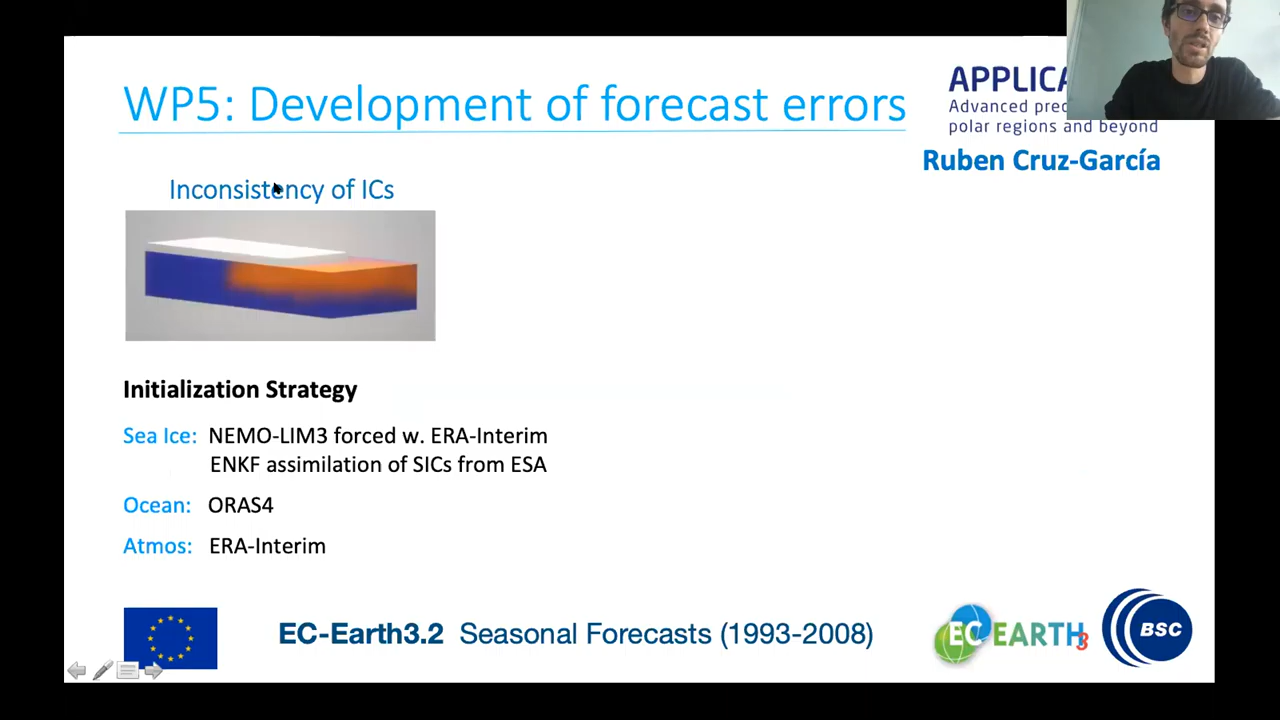 WP5: Development of forecast errors
APPLICA
Advanced pred
polar regions and beyond
Ruben Cruz-García
Inconsistency of ICs
Initialization Strategy
Sea Ice: NEMO-LIM3 forced w. ERA-Interim
ENKF assimilation of SICs from ESA
Ocean: ORAS4
Atmos: ERA-Interim
EC-Earth3.2 Seasonal Forecasts (1993-2008)
EC EARTH 3
BSC